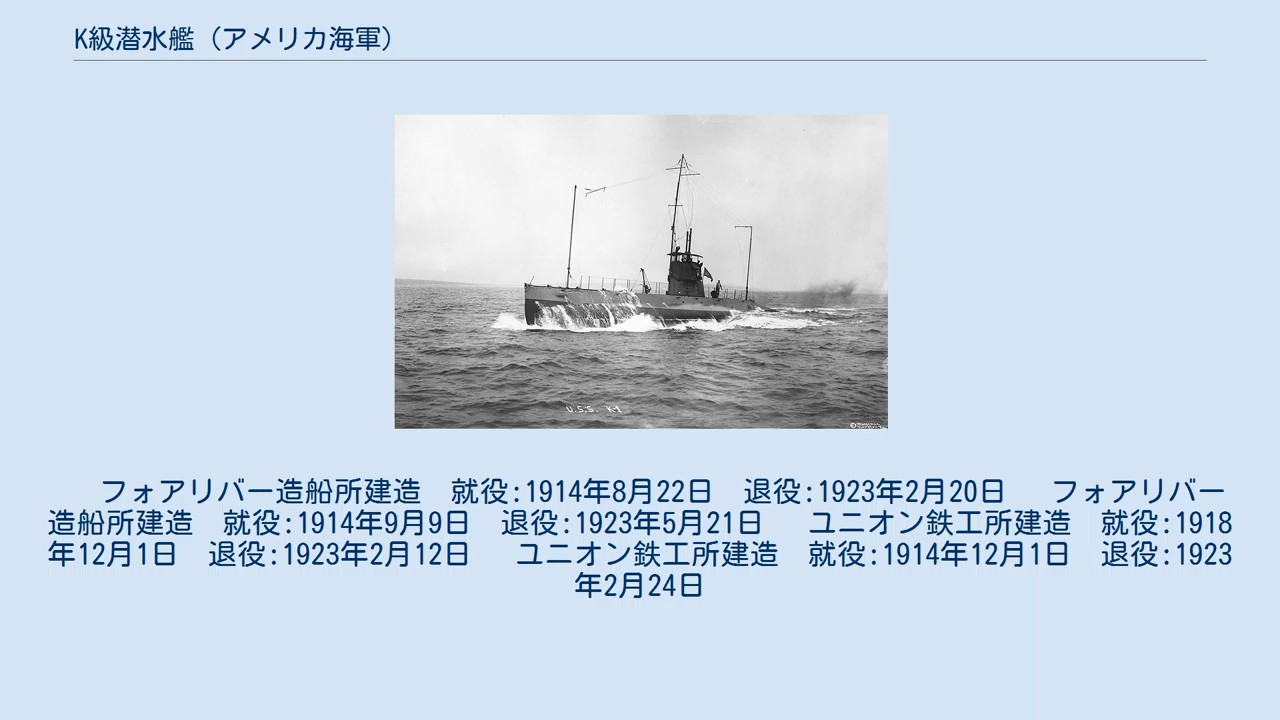 K級潜水艦（アメリカ海軍）
U.S.S. K-1
フォアリバー造船所建造　就役:1914年8月22日　退役:1923年2月20日　 フォアリバー
造船所建造　就役:1914年9月9日　退役:1923年5月21日　 ユニオン鉄工所建造　就役:1918
年12月1日　退役:1923年2月12日　 ユニオン鉄工所建造　就役:1914年12月1日　退役:1923
年2月24日